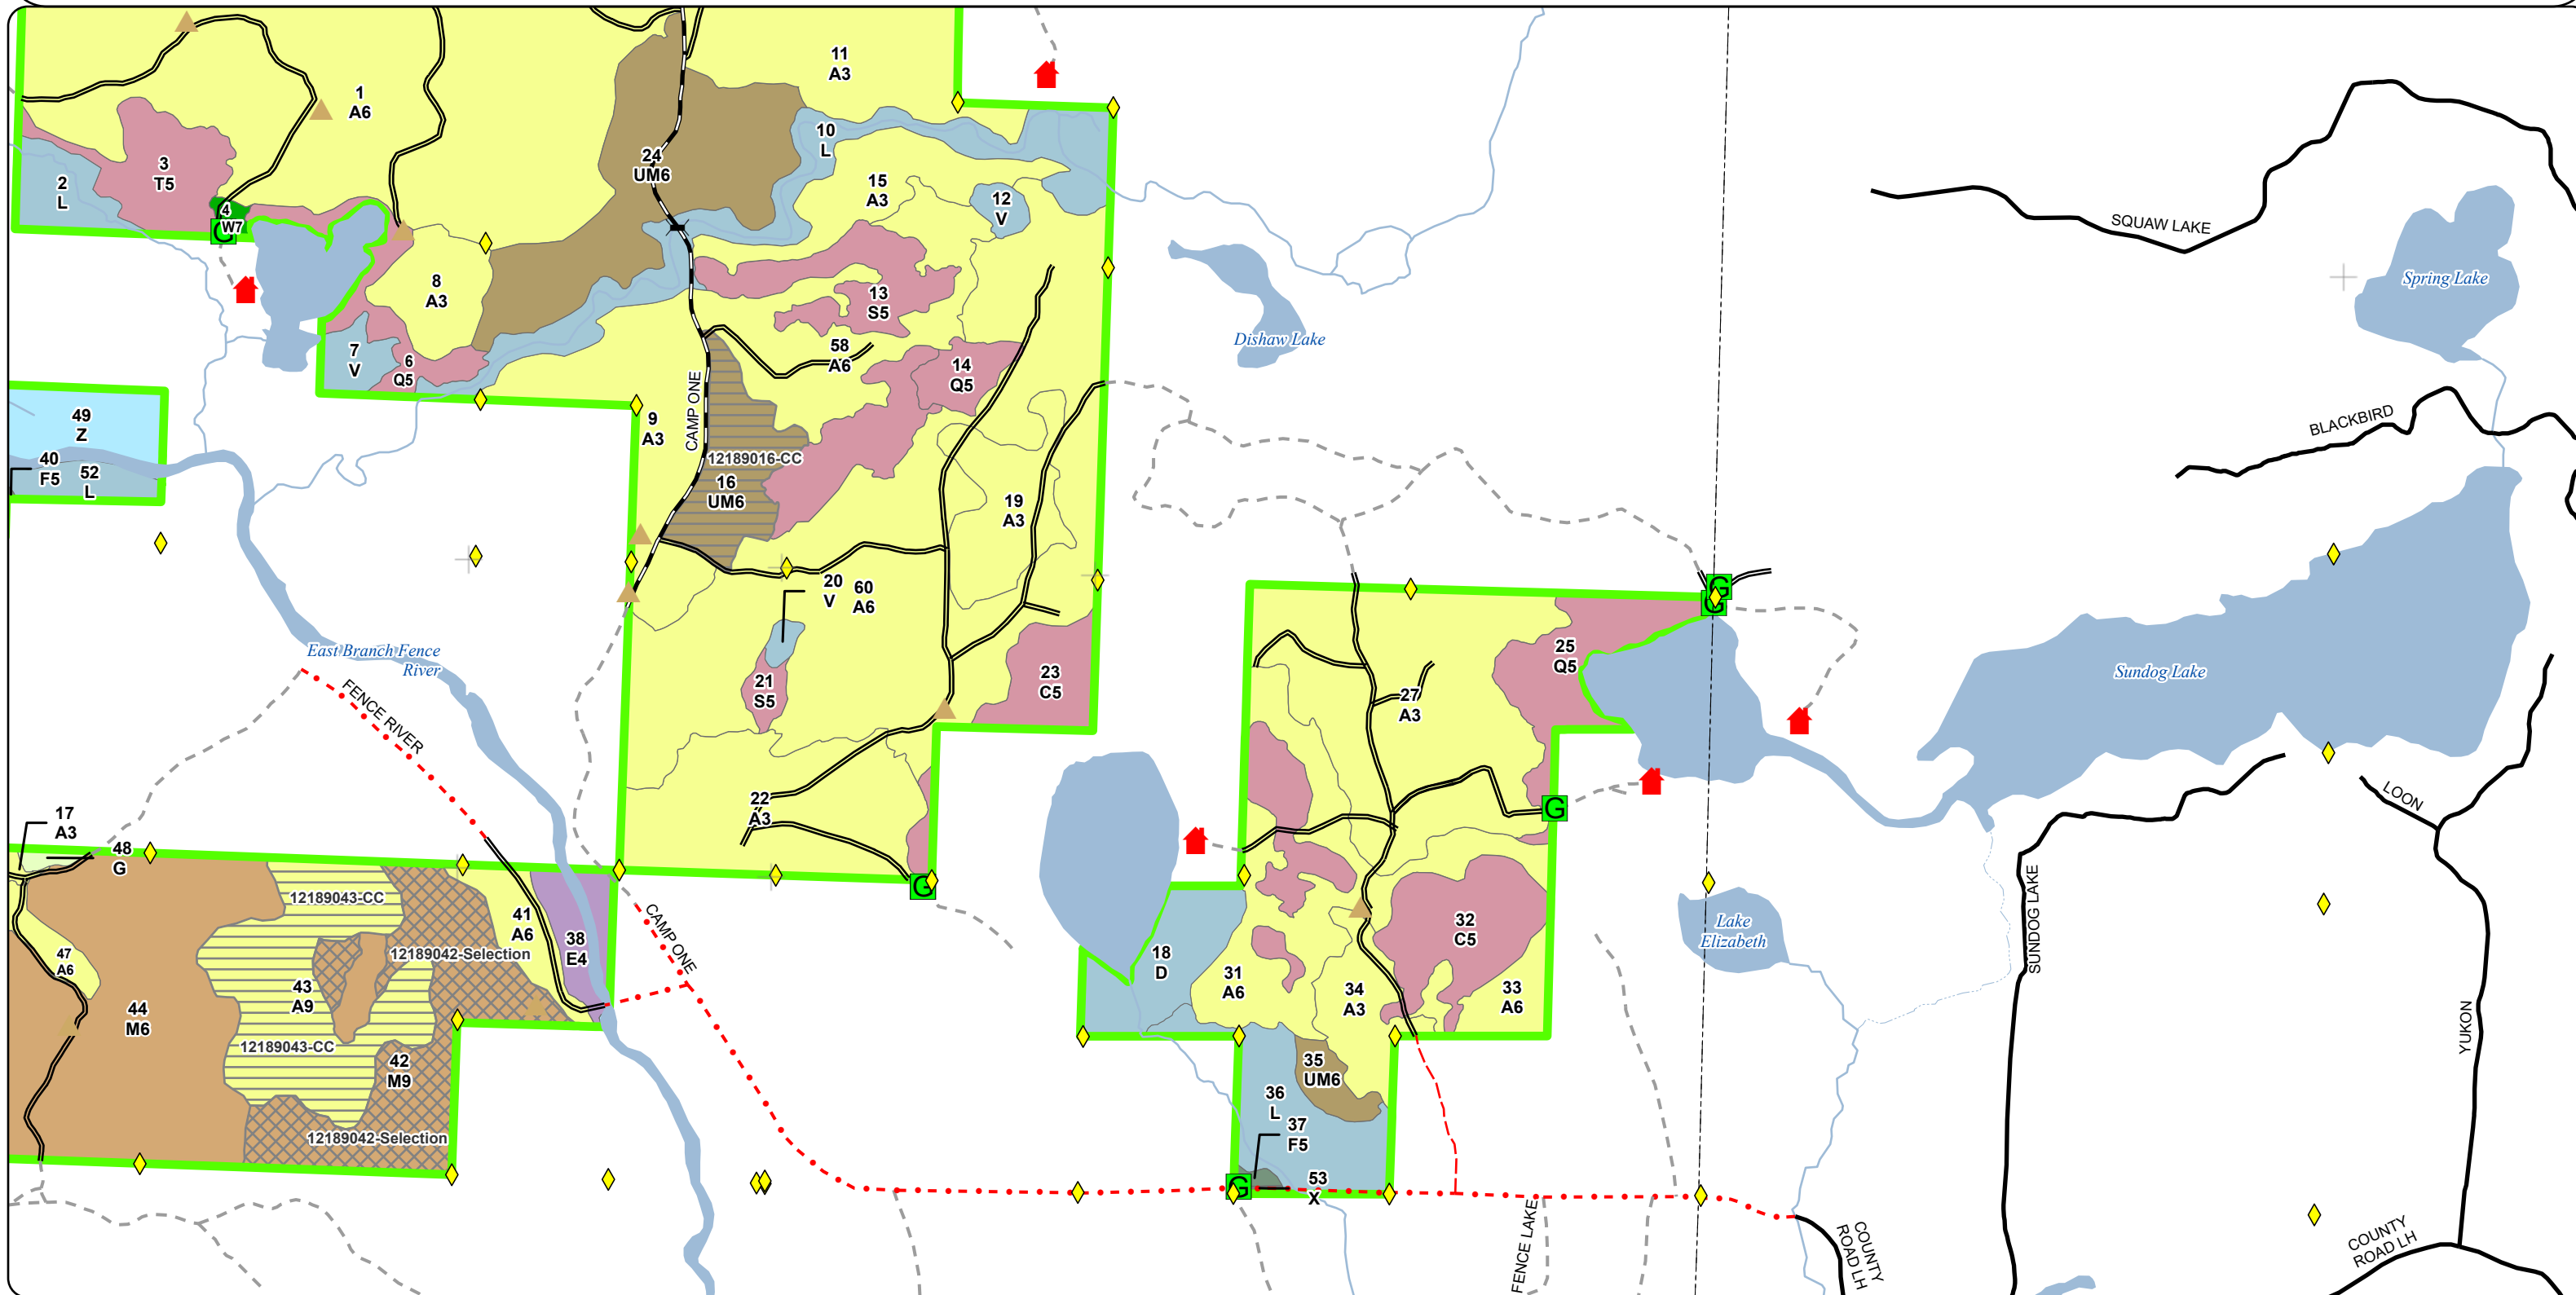 11
A3
1
A6
10
L
24
UM6
3
T5
2
L
15
A3
12
V
4
W7
G
SQUAW LAKE
Spring Lake
8
A3
13
S5
Dishaw Lake
7
V
6
Q5
58
A6
14
Q5
CAMP ONE
9
A3
BLACKBIRD
49
Z
40
F5
52
L
12189016-CC
16
UM6
19
A3
20
V
60
A6
G
G
East Branch Fence
River
25
Q5
Sundog Lake
21
S5
23
C5
27
A3
FENCE RIVER
22
A3
G
LOON
17
A3
48
G
G
12189043-CC
41
A6
38
E4
CAMP ONE
12189042-Selection
47
A6
18
D
32
C5
Lake
Elizabeth
SUNDOG LAKE
43
A9
44
M6
31
A6
34
A3
33
A6
YUKON
12189043-CC
42
M9
35
UM6
36
L
37
F5
12189042-Selection
G
53
X
FENCE LAKE
COUNTY
ROAD LH
COUNTY
ROAD LH